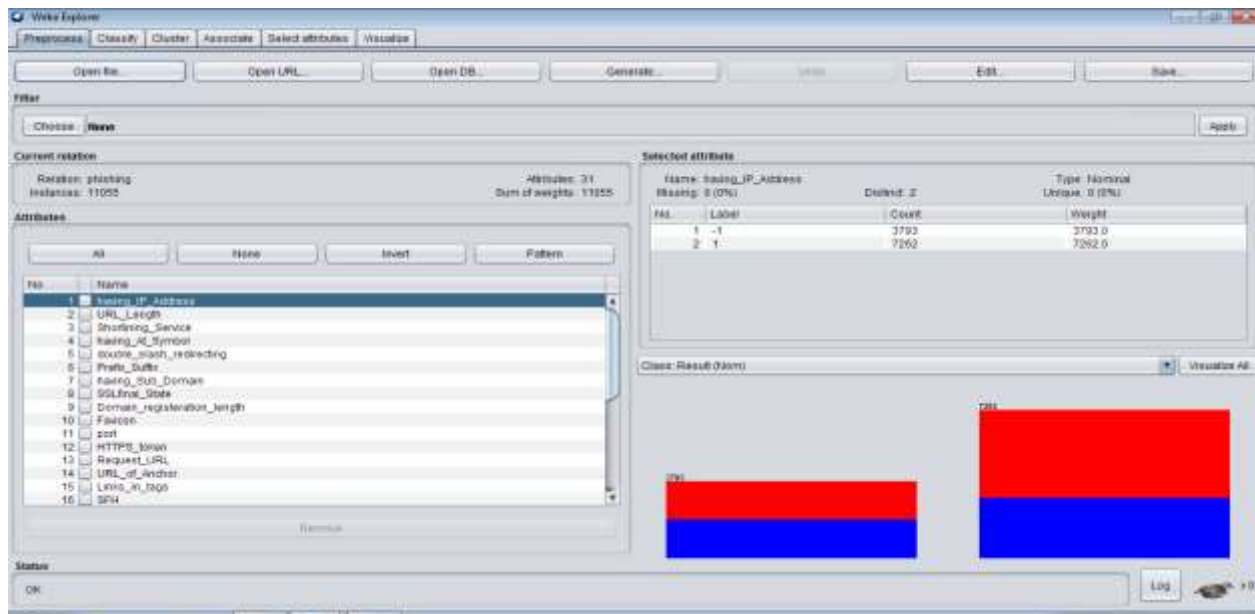 Weka Explorer
Preprocess Classify Cluster Associate Select attributes Visualize
Open file... Open URL... Open DB... Generate... Undo Edit... Save...
Filter
Choose None Apply
Current relation
Relation: phishing Attributes: 31
Instances: 11055 Sum of weights: 11055
Attributes
All None Invert Pattern
No. Name
1 having_IP_Address
2 URL_Length
3 Shortining_Service
4 having_At_Symbol
5 double_slash_redirecting
6 Prefix_Suffix
7 having_Sub_Domain
8 SSLfinal_State
9 Domain_registeration_length
10 Favicon
11 port
12 HTTPS_token
13 Request_URL
14 URL_of_Anchor
15 Links_in_tags
16 SFH
Remove
Selected attribute
Name: having_IP_Address Type: Nominal
Missing: 0 (0%) Distinct: 2 Unique: 0 (0%)
No. Label Count Weight
1 -1 3793 3793.0
2 1 7262 7262.0
Class: Result (Nom) Visualize All
3793
7262
Status
OK
Log x 0